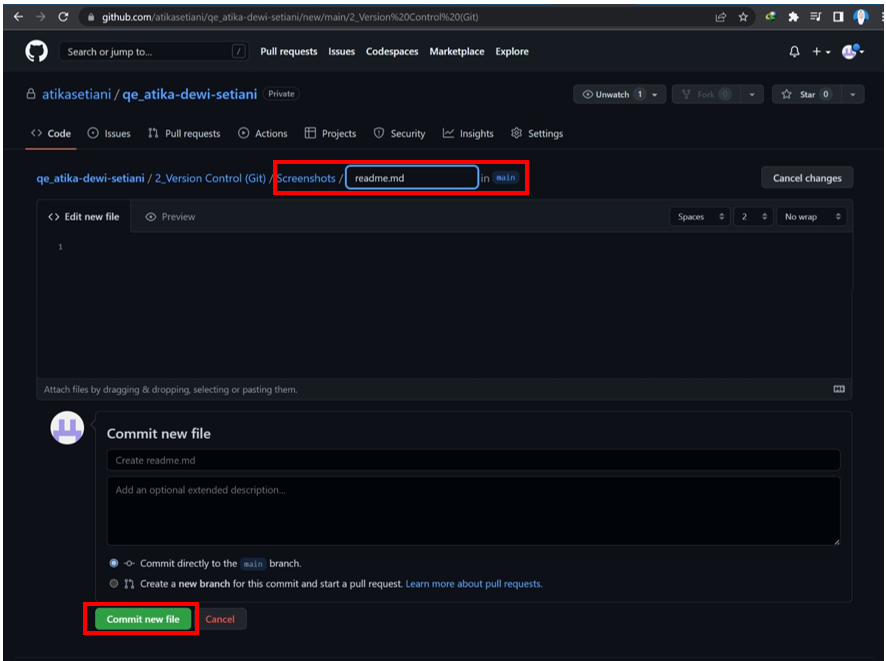 github.com/atikasetiani/qe_atika-dewi-setiani/new/main/2_Version%20Control%20(Git)
Search or jump to... / Pull requests Issues Codespaces Marketplace Explore
atikasetiani / qe_atika-dewi-setiani Private Unwatch 1 Fork 0 Star 0
Code Issues Pull requests Actions Projects Security Insights Settings
qe_atika-dewi-setiani / 2_Version Control (Git) / Screenshots / readme.md in main Cancel changes
Edit new file Preview Spaces 2 No wrap
1
Attach files by dragging & dropping, selecting or pasting them.
Commit new file
Create readme.md
Add an optional extended description...
Commit directly to the main branch.
Create a new branch for this commit and start a pull request. Learn more about pull requests.
Commit new file Cancel